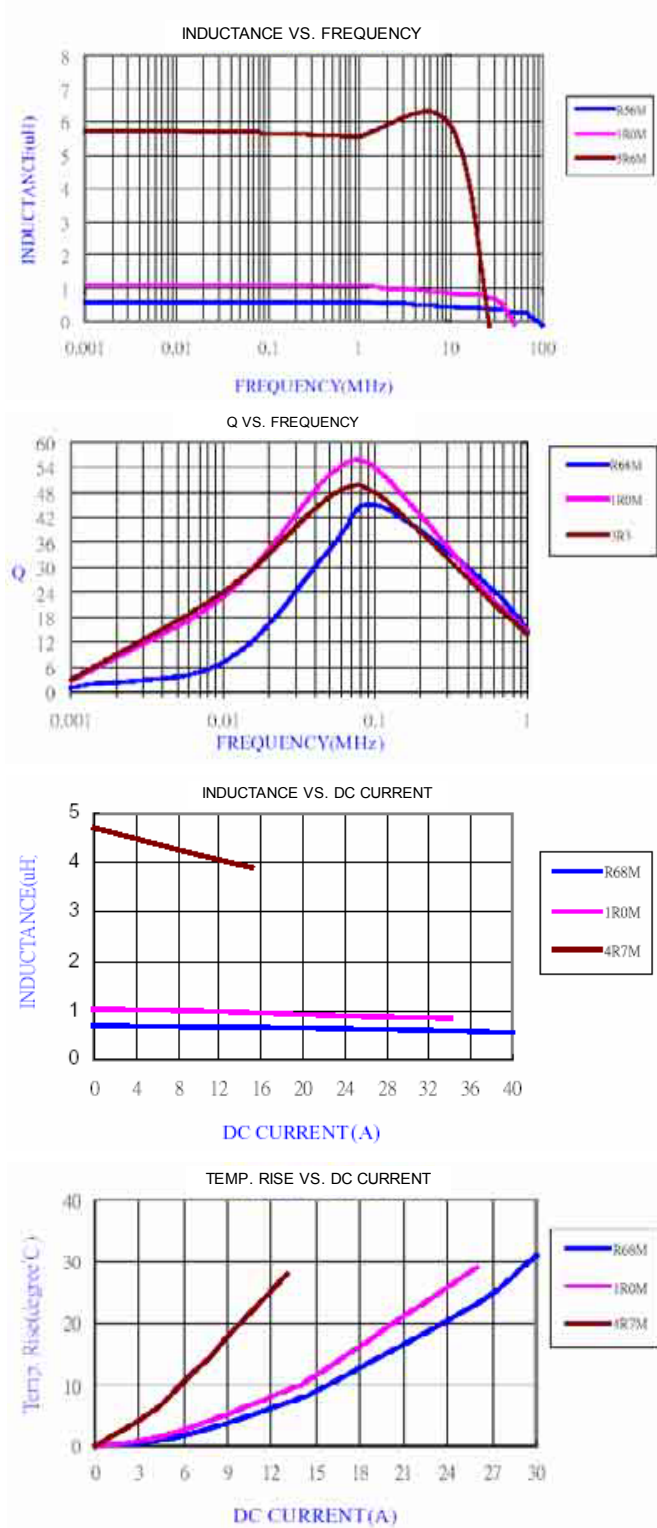 INDUCTANCE VS. FREQUENCY
INDUCTANCE(uH)
8
7
6
5
4
3
2
1
0
0.001 0.01 0.1 1 10 100
FREQUENCY(MHz)
R56M
1R0M
5R6M
Q VS. FREQUENCY
Q
60
54
48
42
36
30
24
18
12
6
0
0.001 0.01 0.1 1
FREQUENCY(MHz)
R68M
1R0M
3R3
INDUCTANCE VS. DC CURRENT
INDUCTANCE(uH)
5
4
3
2
1
0
0 4 8 12 16 20 24 28 32 36 40
DC CURRENT(A)
R68M
1R0M
4R7M
TEMP. RISE VS. DC CURRENT
Temp. Rise(degree'C)
40
30
20
10
0
0 3 6 9 12 15 18 21 24 27 30
DC CURRENT(A)
R68M
1R0M
4R7M